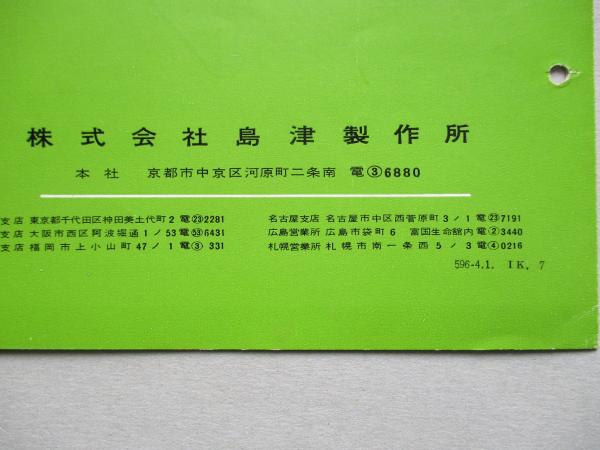 株式会社島津製作所
本社 京都市中京区河原町二条南 電③6880
支店 東京都千代田区神田美土代町2 電㉓2281
支店 大阪市西区阿波堀通1ノ53 電㊾6431
支店 福岡市上小山町47ノ1 電③331
名古屋支店 名古屋市中区西菅原町3ノ1 電㉓7191
広島営業所 広島市袋町6 富国生命舘内 電②3440
札幌営業所 札幌市南一条西5ノ3 電④0216
596-4.1. IK, 7